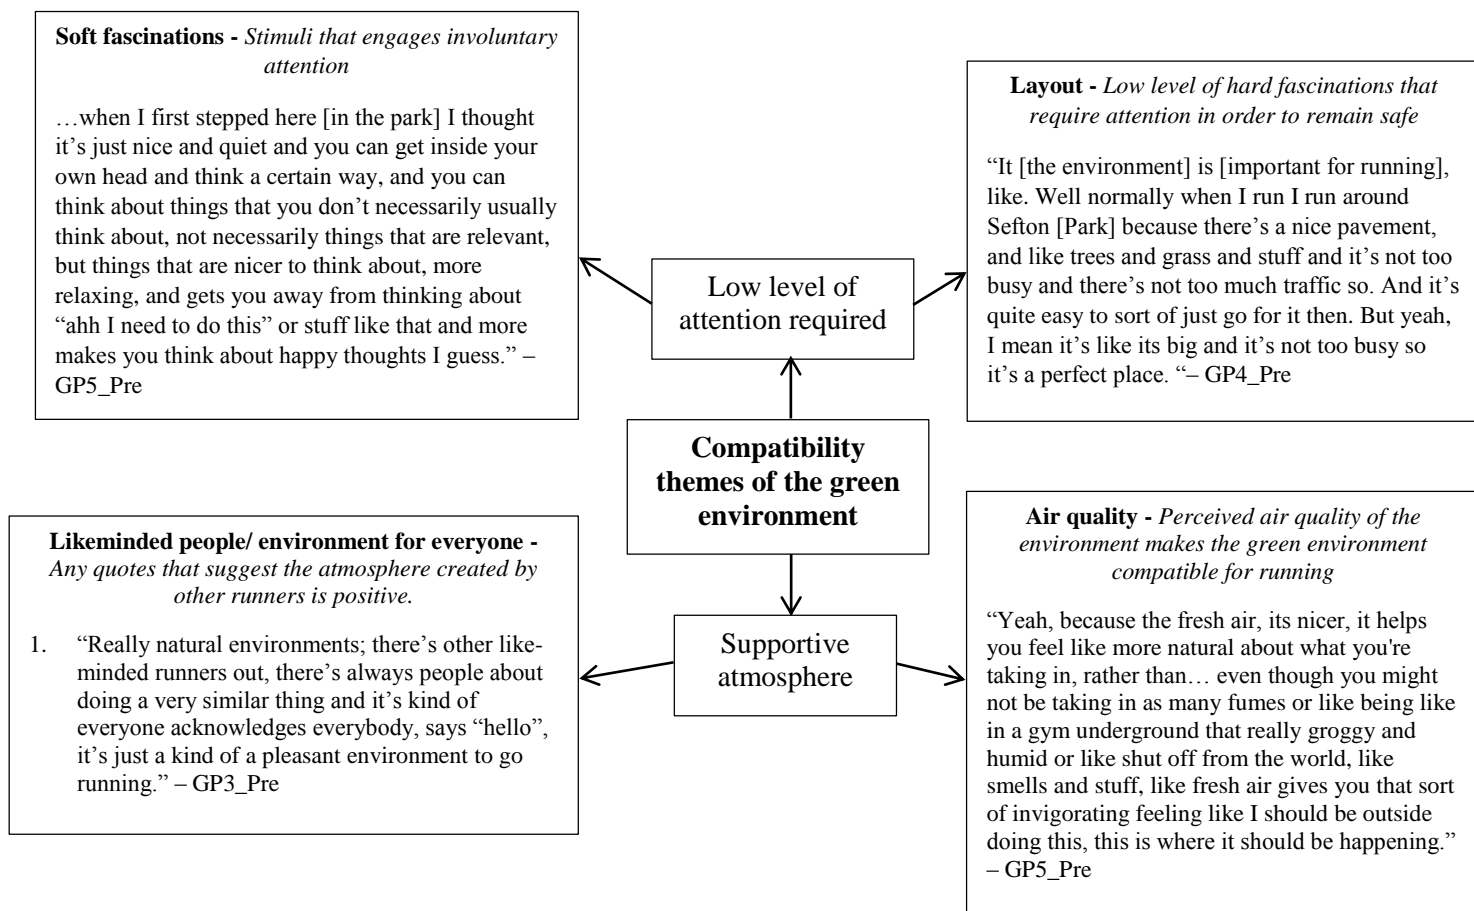 Soft fascinations - Stimuli that engages involuntary
attention
…when I first stepped here [in the park] I thought
it’s just nice and quiet and you can get inside your
own head and think a certain way, and you can
think about things that you don’t necessarily usually
think about, not necessarily things that are relevant,
but things that are nicer to think about, more
relaxing, and gets you away from thinking about
“ahh I need to do this” or stuff like that and more
makes you think about happy thoughts I guess.” –
GP5_Pre
Layout - Low level of hard fascinations that
require attention in order to remain safe
“It [the environment] is [important for running],
like. Well normally when I run I run around
Sefton [Park] because there’s a nice pavement,
and like trees and grass and stuff and it’s not too
busy and there’s not too much traffic so. And it’s
quite easy to sort of just go for it then. But yeah,
I mean it’s like its big and it’s not too busy so
it’s a perfect place. “– GP4_Pre
Low level of
attention required
Compatibility
themes of the green
environment
Supportive
atmosphere
Likeminded people/ environment for everyone -
Any quotes that suggest the atmosphere created by
other runners is positive.
1. “Really natural environments; there’s other like-
minded runners out, there’s always people about
doing a very similar thing and it’s kind of
everyone acknowledges everybody, says “hello”,
it’s just a kind of a pleasant environment to go
running.” – GP3_Pre
Air quality - Perceived air quality of the
environment makes the green environment
compatible for running
“Yeah, because the fresh air, its nicer, it helps
you feel like more natural about what you're
taking in, rather than… even though you might
not be taking in as many fumes or like being like
in a gym underground that really groggy and
humid or like shut off from the world, like
smells and stuff, like fresh air gives you that sort
of invigorating feeling like I should be outside
doing this, this is where it should be happening.”
– GP5_Pre